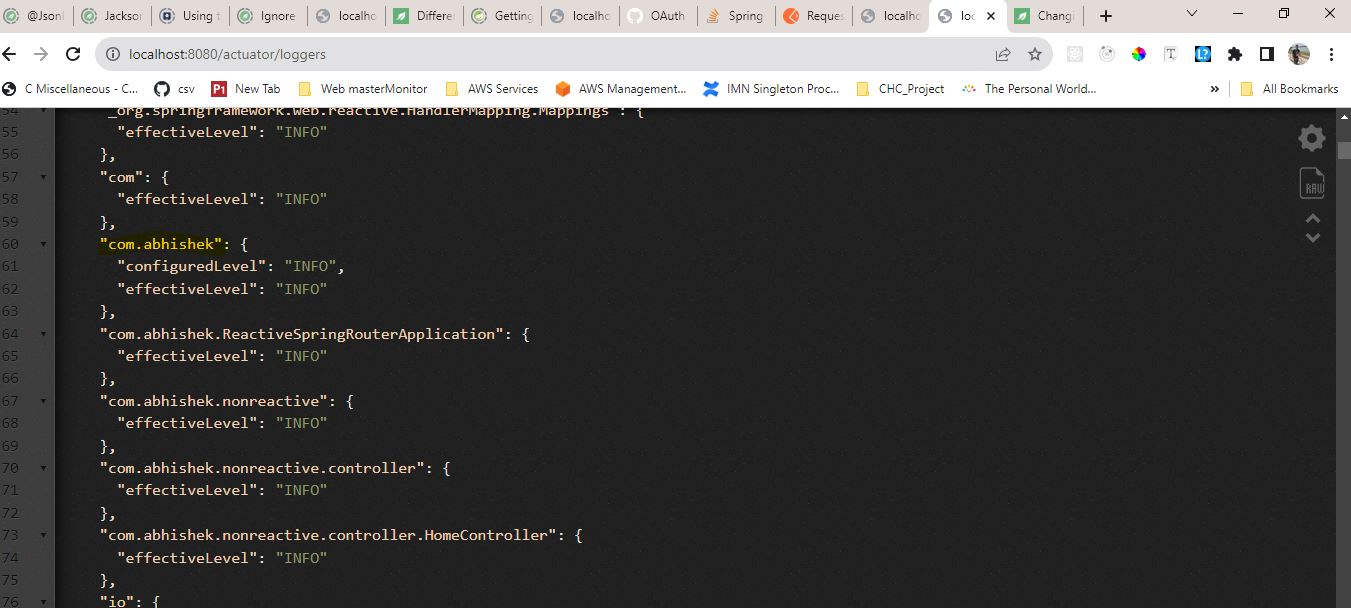 @Jsonl
Jackson
Using t
Ignore
localho
Differe
Getting
localho
OAuth
Spring
Reques
localho
loc
Changi
localhost:8080/actuator/loggers
C Miscellaneous - C...
csv
P1 New Tab
Web masterMonitor
AWS Services
AWS Management...
IMN Singleton Proc...
CHC_Project
The Personal World...
»
All Bookmarks
RAW
54 "_org.springframework.web.reactive.HandlerMapping.Mappings": {
55 "effectiveLevel": "INFO"
56 },
57 "com": {
58 "effectiveLevel": "INFO"
59 },
60 "com.abhishek": {
61 "configuredLevel": "INFO",
62 "effectiveLevel": "INFO"
63 },
64 "com.abhishek.ReactiveSpringRouterApplication": {
65 "effectiveLevel": "INFO"
66 },
67 "com.abhishek.nonreactive": {
68 "effectiveLevel": "INFO"
69 },
70 "com.abhishek.nonreactive.controller": {
71 "effectiveLevel": "INFO"
72 },
73 "com.abhishek.nonreactive.controller.HomeController": {
74 "effectiveLevel": "INFO"
75 },
76 "io": {